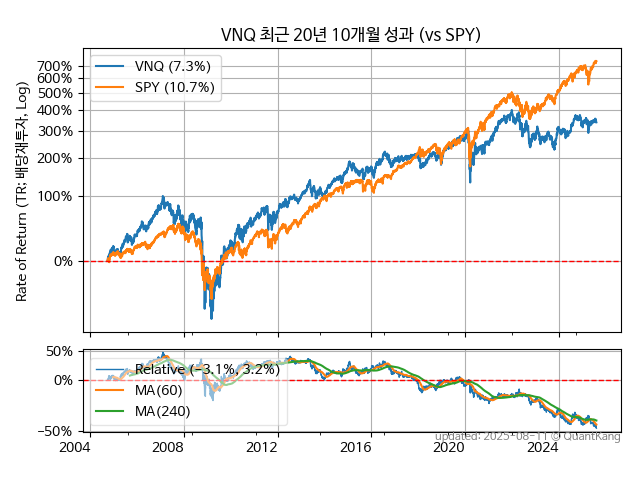 VNQ 최근 20년 10개월 성과 (vs SPY)
Rate of Return (TR: 배당재투자, Log)
700%
600%
500%
400%
300%
200%
100%
0%
VNQ (7.3%)
SPY (10.7%)
50%
0%
−50%
Relative (−3.1%, 3.2%)
MA(60)
MA(240)
2004
2008
2012
2016
2020
2024
updated: 2025-08-11 © QuantKang